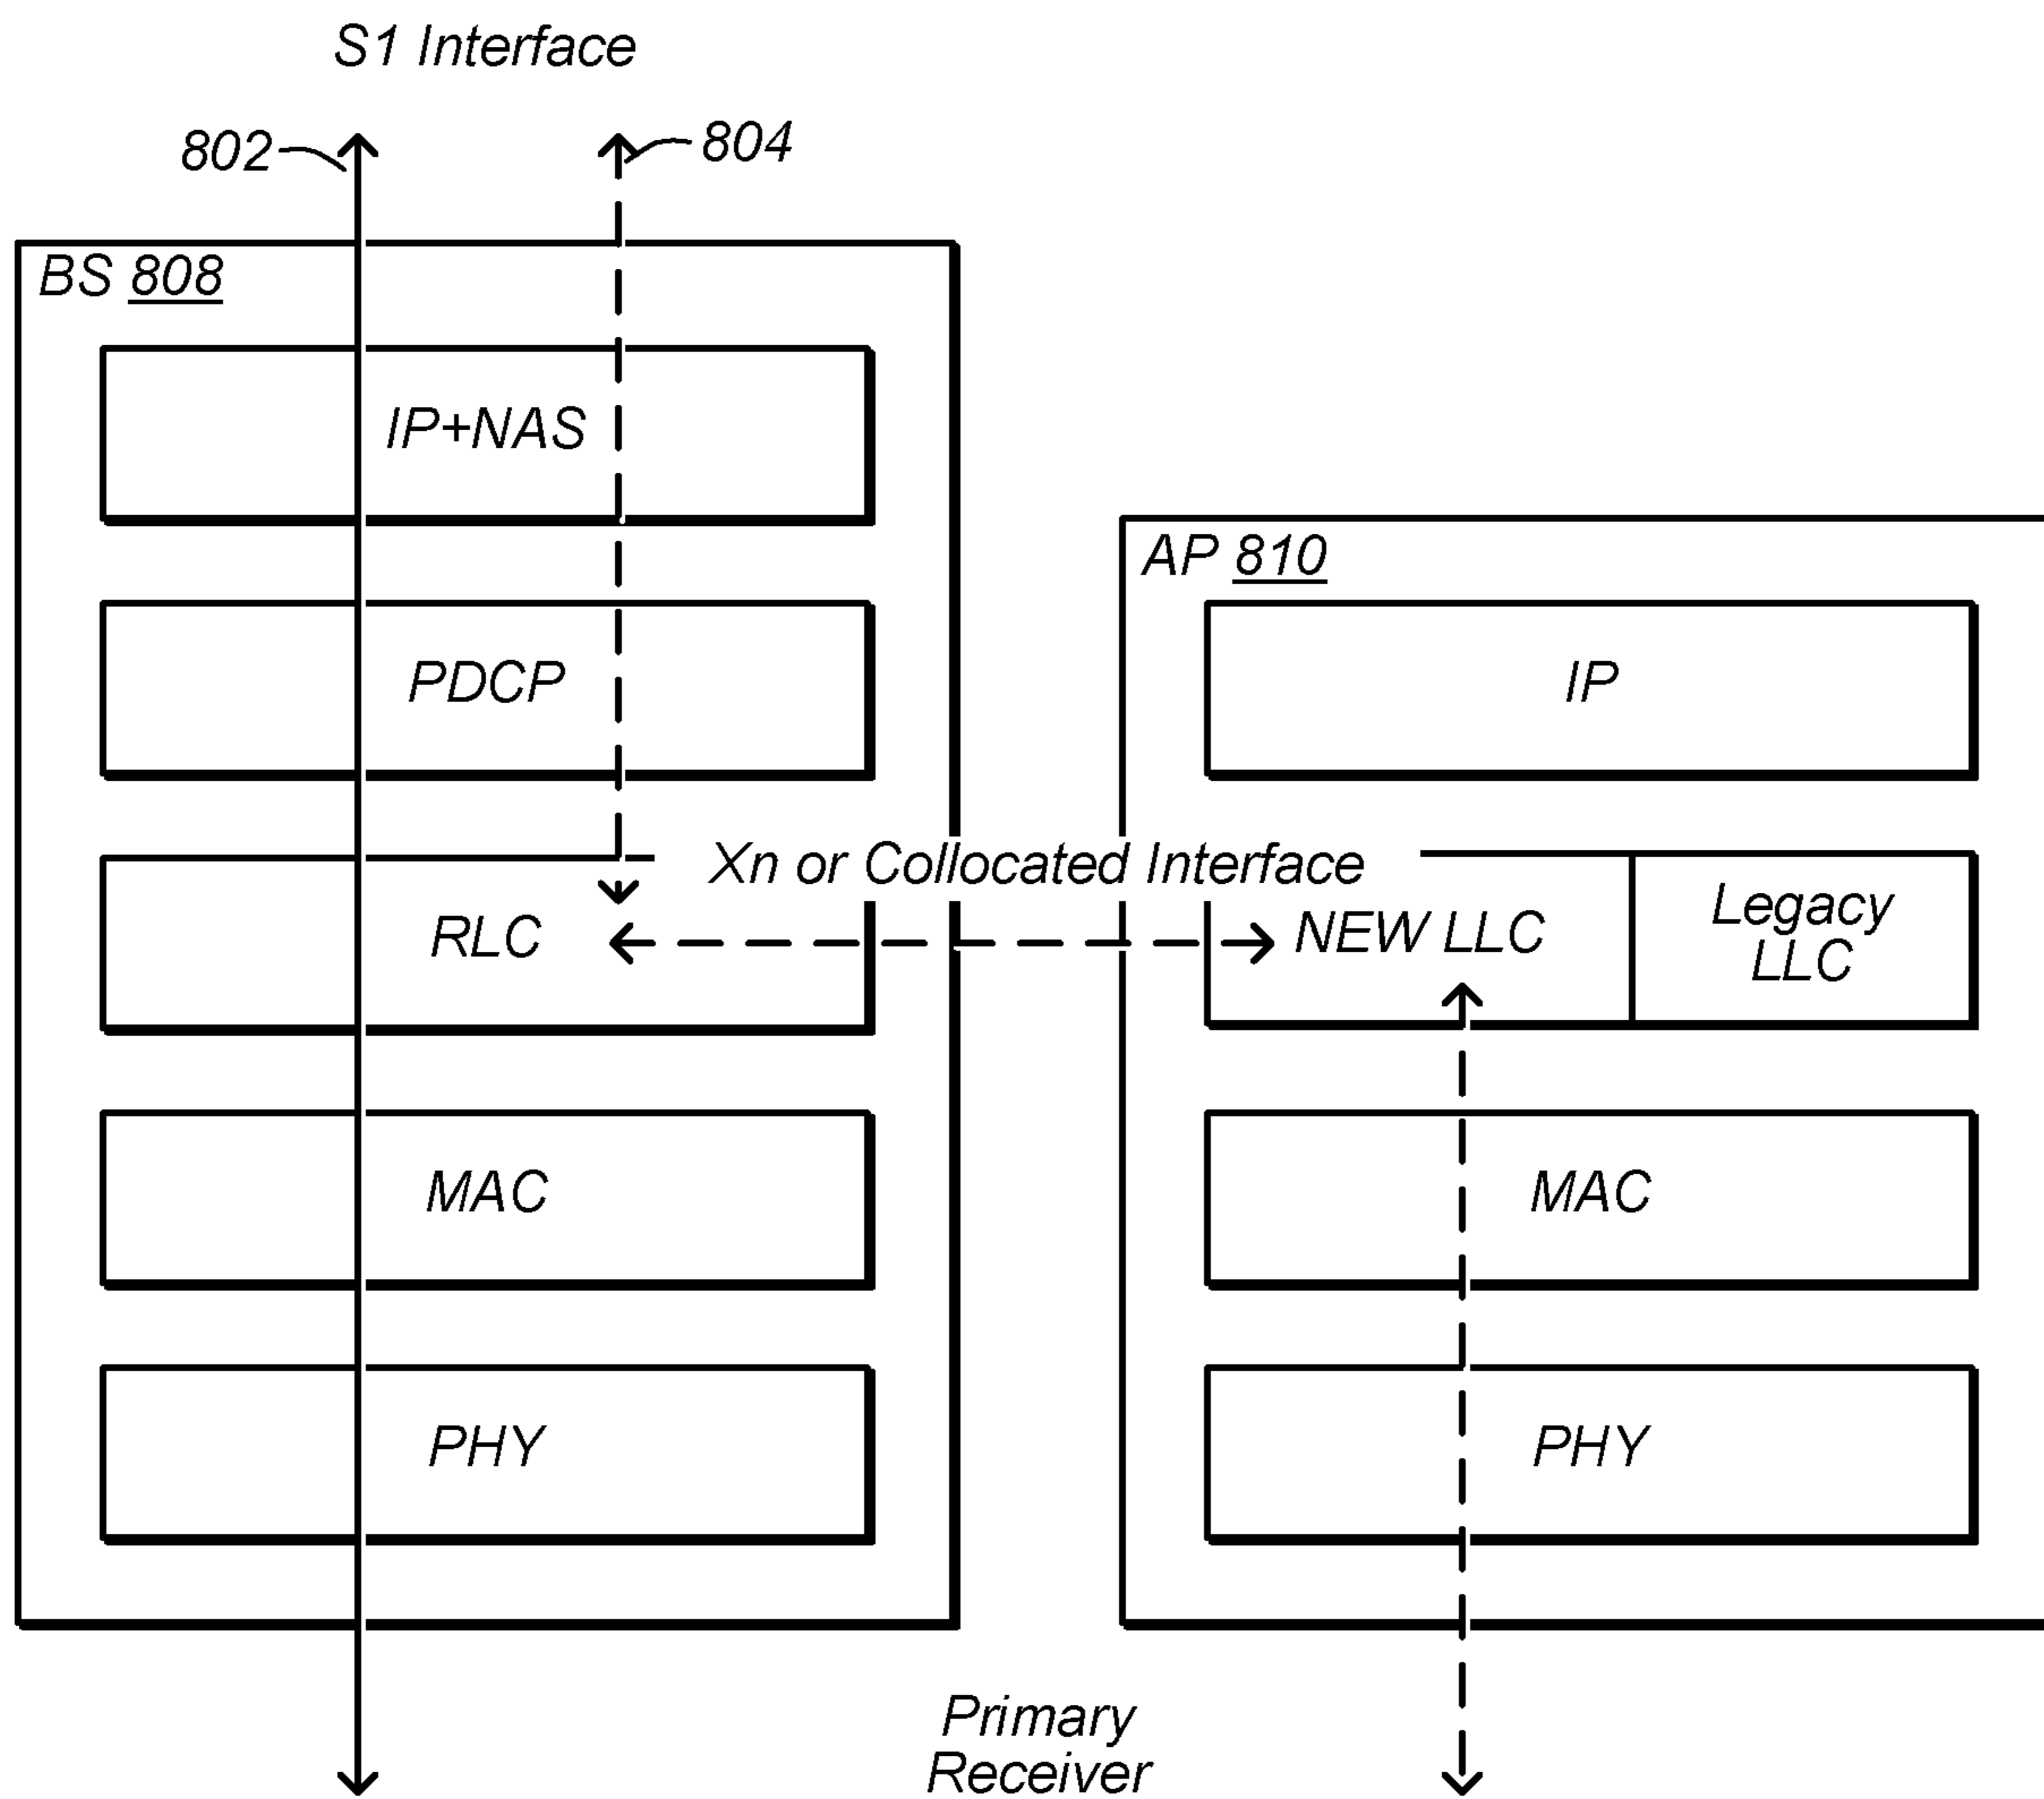 S1 Interface
802
804
BS 808
IP+NAS
PDCP
RLC
MAC
PHY
Xn or Collocated Interface
AP 810
IP
NEW LLC
Legacy
LLC
MAC
PHY
Primary
Receiver